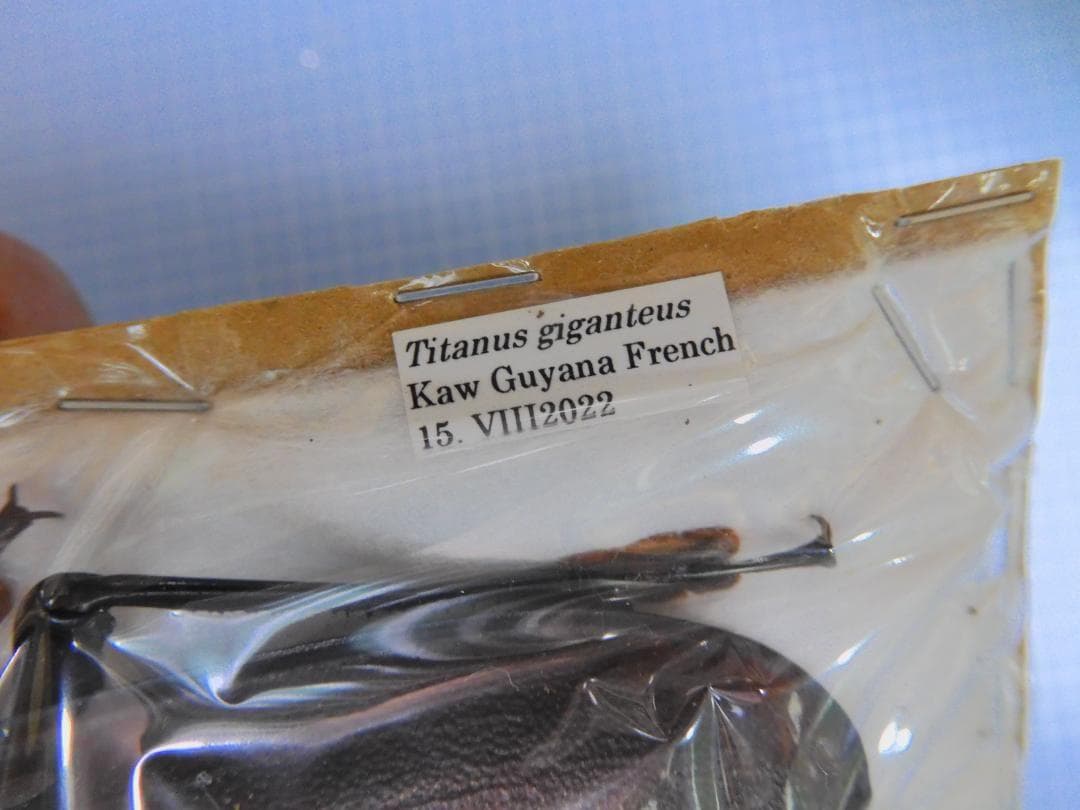 Titanus giganteus
Kaw Guyana French
15. VIII2022